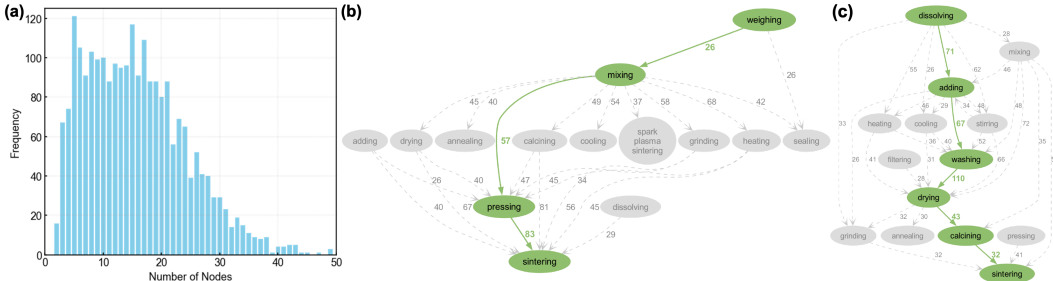 (a)
120
100
80
60
40
20
0
Frequency
0 10 20 30 40 50
Number of Nodes
(b)
weighing
26
mixing
26
45 40 49 54 37 58 68 42
adding drying annealing calcining cooling spark plasma sintering grinding heating sealing
57
26 40 47 45 34
40 67 81 56 45
pressing
dissolving
83
29
sintering
(c)
dissolving
28
mixing
71
55 26 62 46
adding
46 29 34 48 48
33
heating cooling stirring
67
72
36 40 52
35
filtering
washing
26 41 31 66
28
110
drying
32 30 43
grinding annealing calcining pressing
32 32 41
sintering